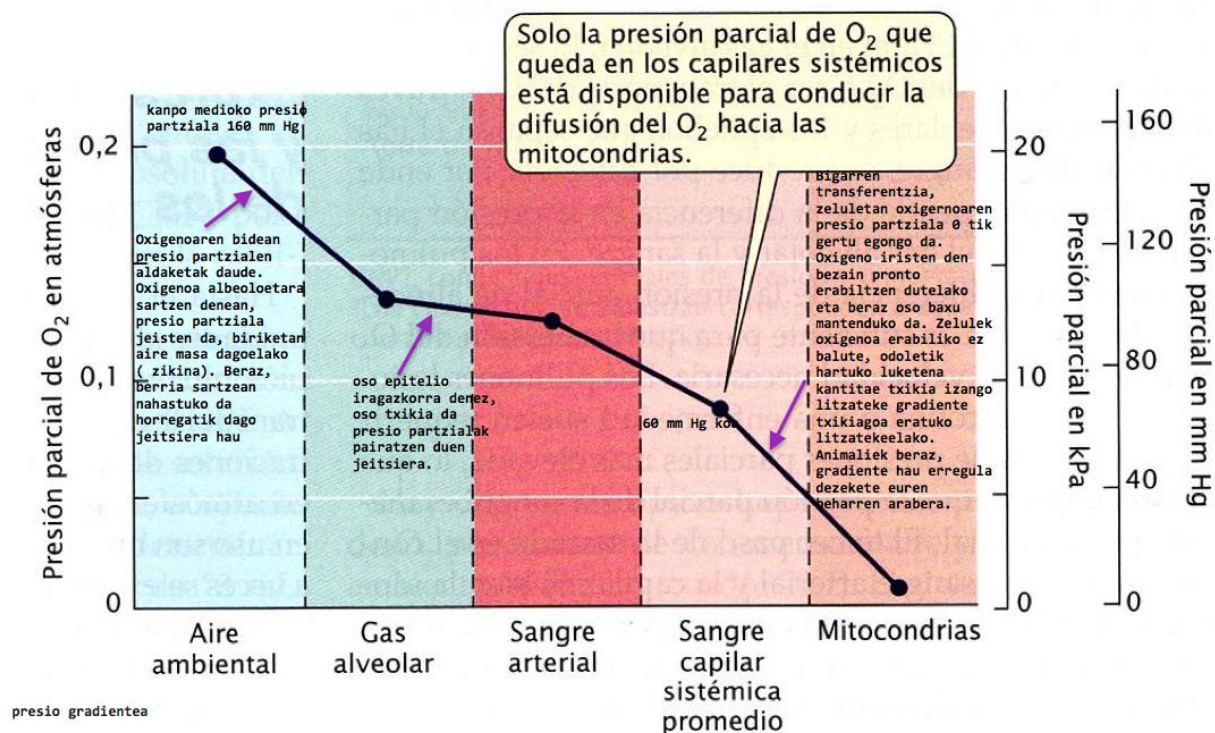 Solo la presión parcial de O₂ que
queda en los capilares sistémicos
está disponible para conducir la
difusión del O₂ hacia las
mitocondrias.
Presión parcial de O₂ en atmósferas
0,2
0,1
0
kanpo medioko presio
partziala 160 mm Hg
Oxigenoaren bidean
presio partzialen
aldaketak daude.
Oxigenoa albeoloetara
sartzen denean,
presio partziala
jeisten da, biriketan
aire masa dagoelako
( zikina). Beraz,
berria sartzean
nahastuko da
horregatik dago
jeitsiera hau
oso epitelio
iragazkorra denez,
oso txikia da
presio partzialak
pairatzen duen
jeitsiera.
60 mm Hg koa
Bigarren
transferentzia,
zeluletan oxigernoaren
presio partziala 0 tik
gertu egongo da.
Oxigeno iristen den
bezain pronto
erabiltzen dutelako
eta beraz oso baxu
mantenduko da. Zelulek
oxigenoa erabiliko ez
balute, odoletik
hartuko luketena
kantitae txikia izango
litzateke gradiente
txikiagoa eratuko
litzatekeelako.
Animaliek beraz,
gradiente hau erregula
dezekete euren
beharren arabera.
20
10
0
Presión parcial en kPa
160
120
80
40
0
Presión parcial en mm Hg
Aire
ambiental
Gas
alveolar
Sangre
arterial
Sangre
capilar
sistémica
promedio
Mitocondrias
presio gradientea